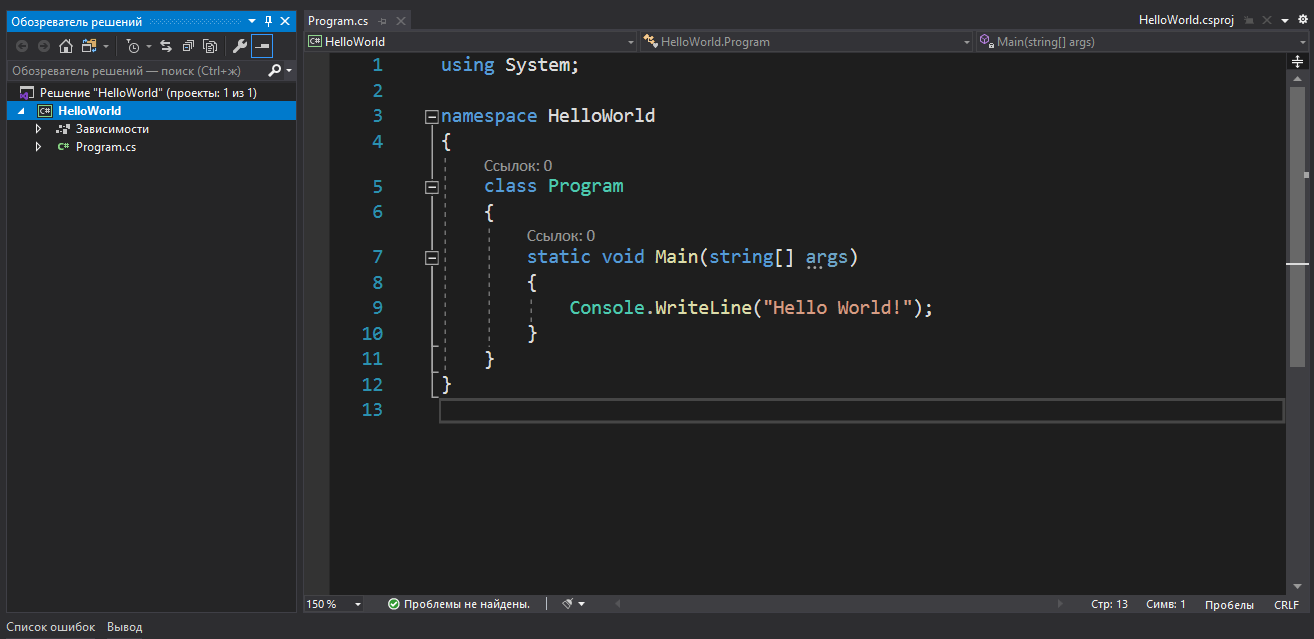 Обозреватель решений
Обозреватель решений — поиск (Ctrl+ж)
Решение "HelloWorld" (проекты: 1 из 1)
C# HelloWorld
Зависимости
C# Program.cs
Program.cs
HelloWorld.csproj
C# HelloWorld
HelloWorld.Program
Main(string[] args)
1 using System;
2
3 namespace HelloWorld
4 {
Ссылок: 0
5 class Program
6 {
Ссылок: 0
7 static void Main(string[] args)
8 {
9 Console.WriteLine("Hello World!");
10 }
11 }
12 }
13
150 % Проблемы не найдены. Стр: 13 Симв: 1 Пробелы CRLF
Список ошибок Вывод